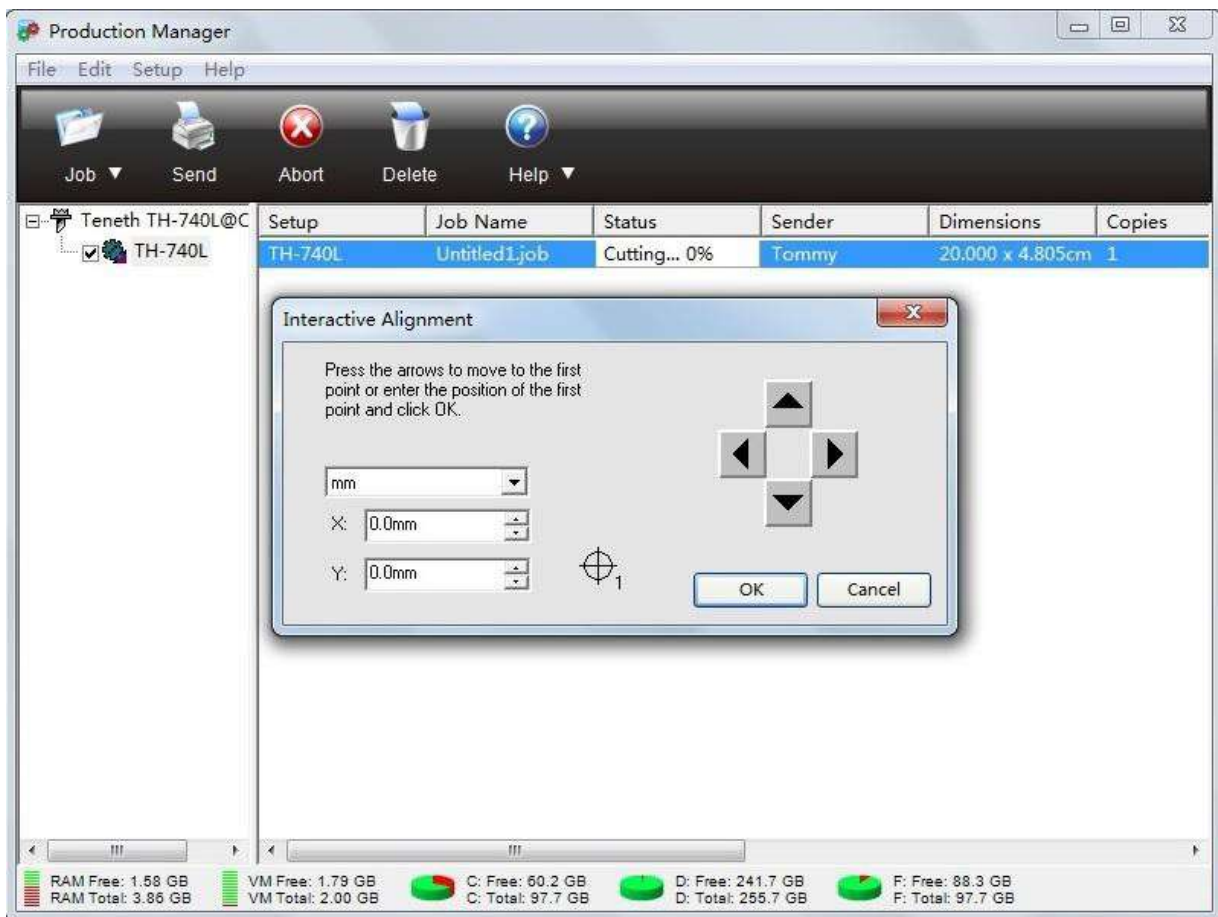 Production Manager
File Edit Setup Help
Job Send Abort Delete Help
Teneth TH-740L@C
TH-740L
Setup Job Name Status Sender Dimensions Copies
TH-740L Untitled1.job Cutting... 0% Tommy 20.000 x 4.805cm 1
Interactive Alignment
Press the arrows to move to the first
point or enter the position of the first
point and click OK.
mm
X: 0.0mm
Y: 0.0mm
1
OK Cancel
RAM Free: 1.58 GB VM Free: 1.79 GB C: Free: 60.2 GB D: Free: 241.7 GB F: Free: 88.3 GB
RAM Total: 3.86 GB VM Total: 2.00 GB C: Total: 97.7 GB D: Total: 255.7 GB F: Total: 97.7 GB